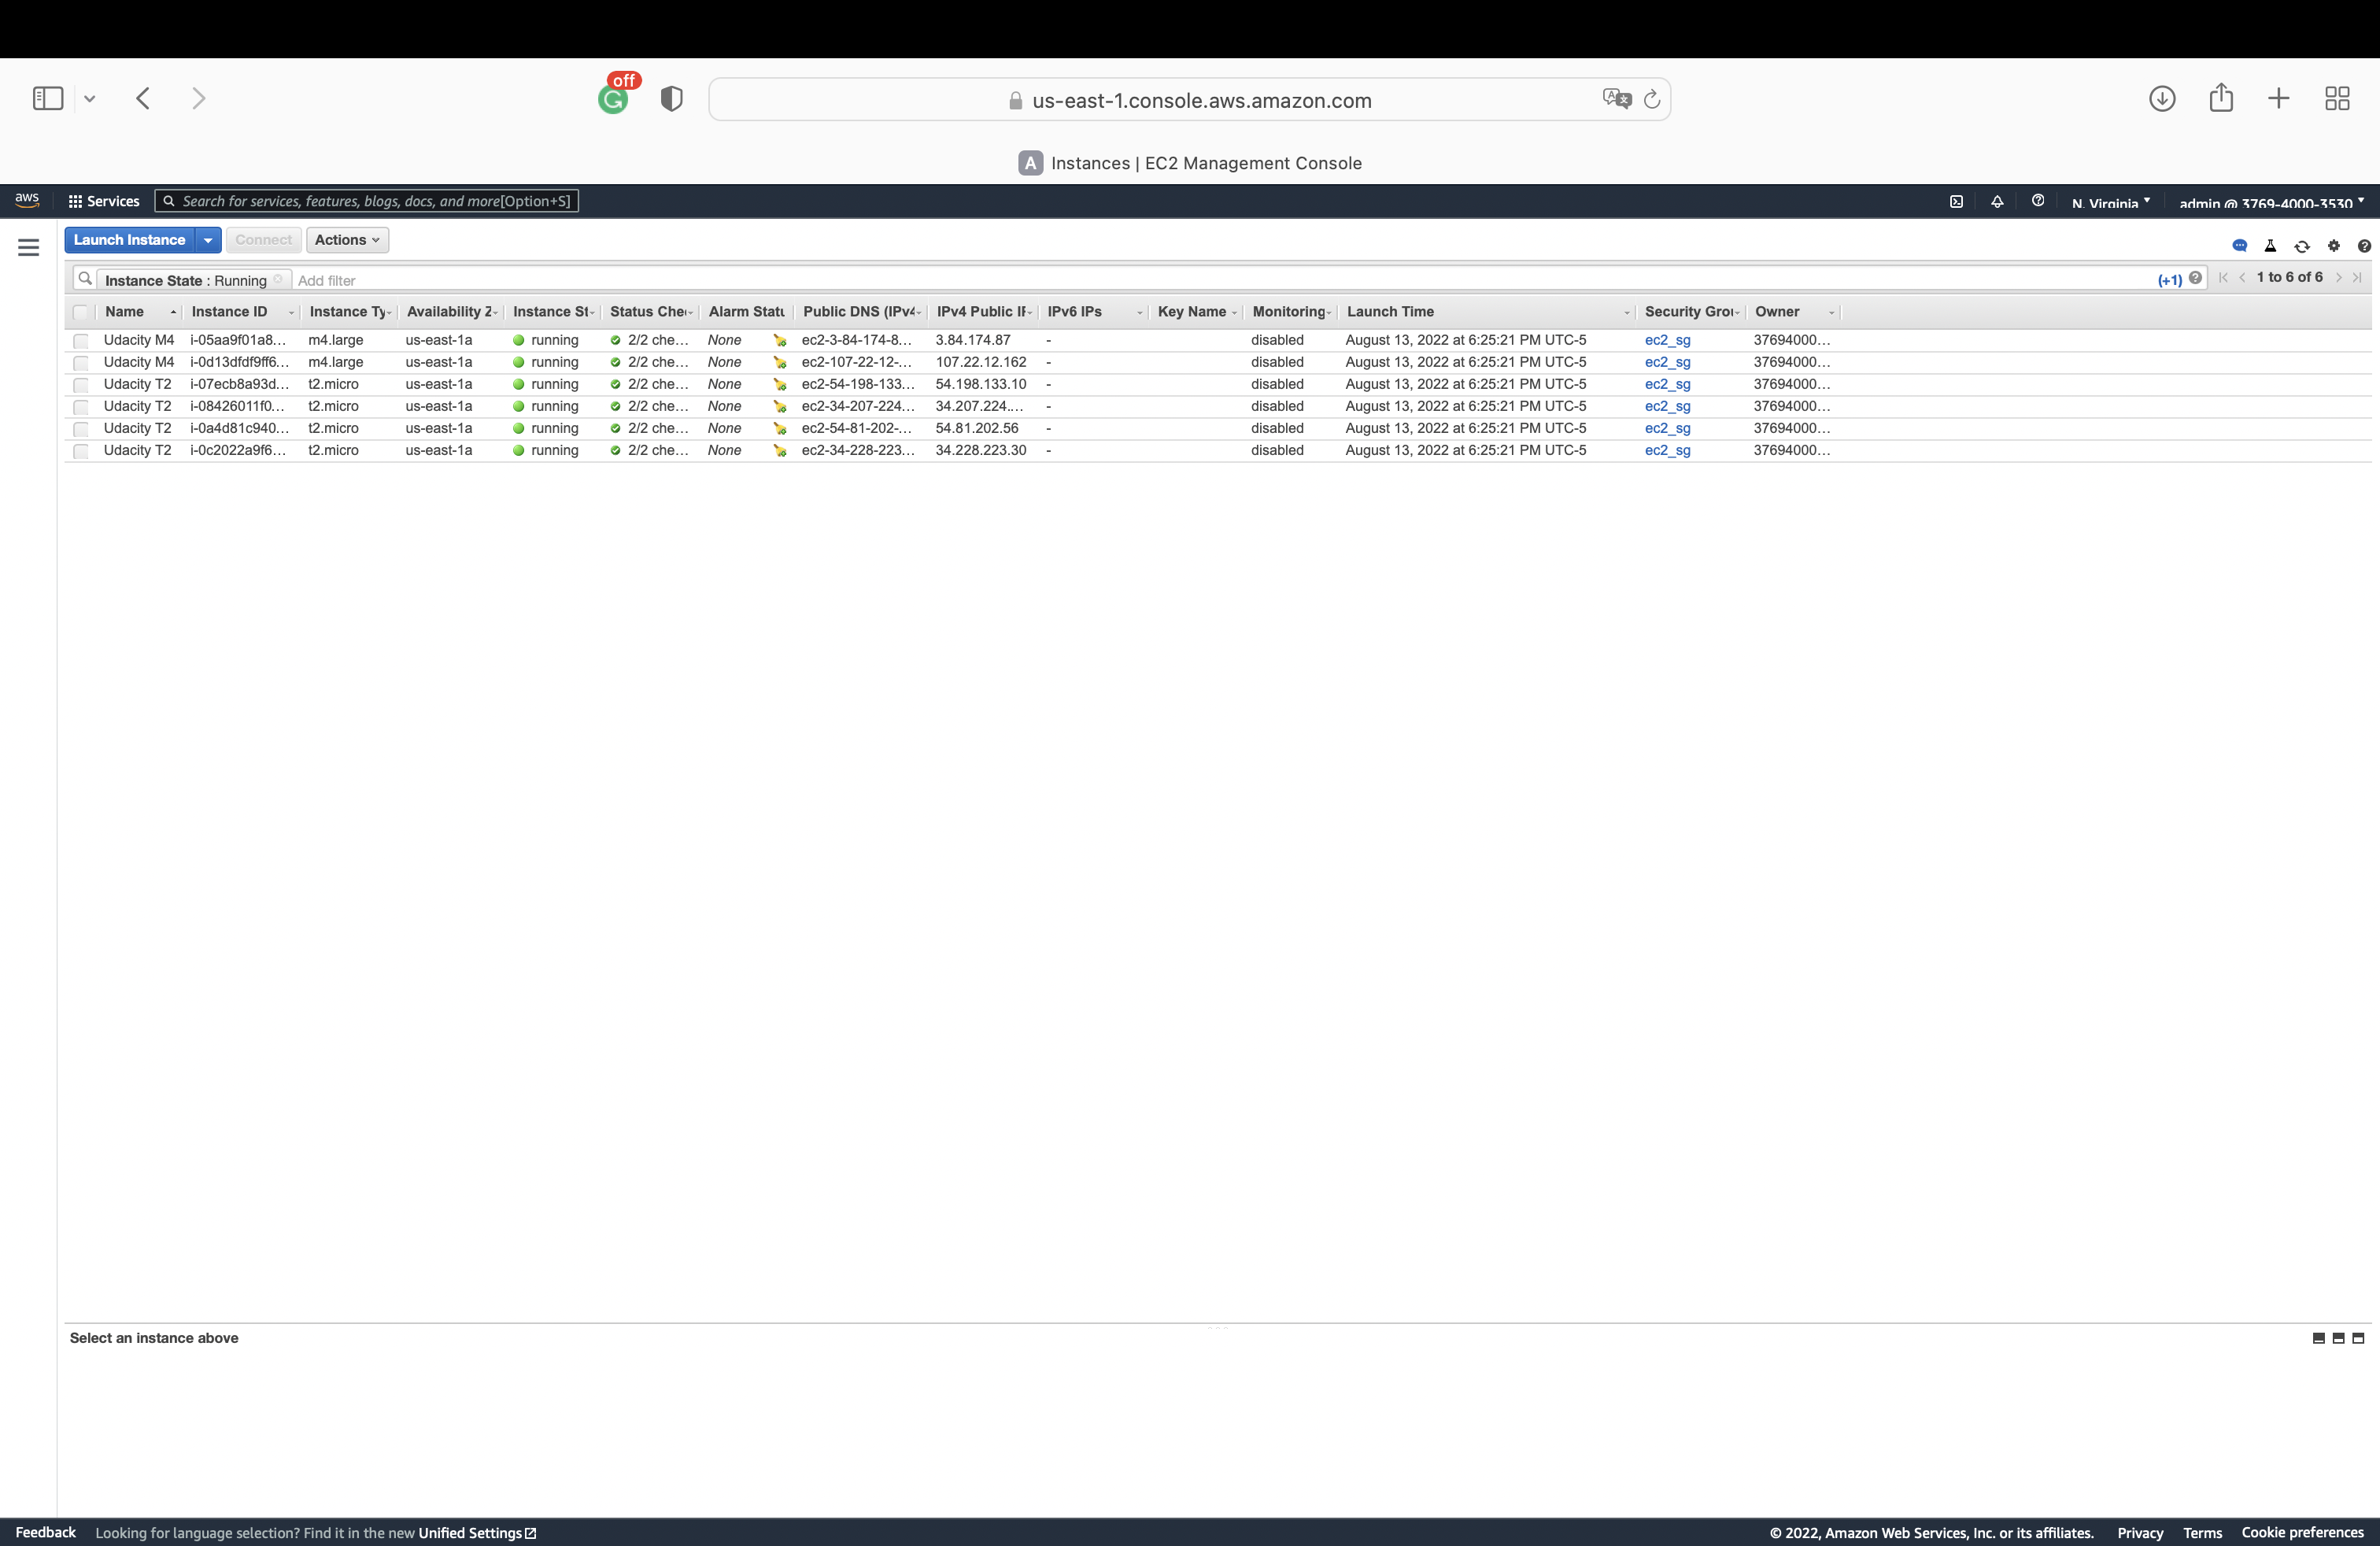 off
us-east-1.console.aws.amazon.com
A Instances | EC2 Management Console
aws Services Search for services, features, blogs, docs, and more [Option+S] N. Virginia admin @ 3769-4000-3530
Launch Instance Connect Actions
Instance State : Running Add filter (+1) 1 to 6 of 6
Name Instance ID Instance Ty Availability Z Instance St Status Che Alarm Statu Public DNS (IPv4 IPv4 Public IP IPv6 IPs Key Name Monitoring Launch Time Security Grou Owner
Udacity M4 i-05aa9f01a8... m4.large us-east-1a running 2/2 che... None ec2-3-84-174-8... 3.84.174.87 - disabled August 13, 2022 at 6:25:21 PM UTC-5 ec2_sg 37694000...
Udacity M4 i-0d13dfdf9ff6... m4.large us-east-1a running 2/2 che... None ec2-107-22-12-... 107.22.12.162 - disabled August 13, 2022 at 6:25:21 PM UTC-5 ec2_sg 37694000...
Udacity T2 i-07ecb8a93d... t2.micro us-east-1a running 2/2 che... None ec2-54-198-133... 54.198.133.10 - disabled August 13, 2022 at 6:25:21 PM UTC-5 ec2_sg 37694000...
Udacity T2 i-08426011f0... t2.micro us-east-1a running 2/2 che... None ec2-34-207-224... 34.207.224.... - disabled August 13, 2022 at 6:25:21 PM UTC-5 ec2_sg 37694000...
Udacity T2 i-0a4d81c940... t2.micro us-east-1a running 2/2 che... None ec2-54-81-202-... 54.81.202.56 - disabled August 13, 2022 at 6:25:21 PM UTC-5 ec2_sg 37694000...
Udacity T2 i-0c2022a9f6... t2.micro us-east-1a running 2/2 che... None ec2-34-228-223... 34.228.223.30 - disabled August 13, 2022 at 6:25:21 PM UTC-5 ec2_sg 37694000...
Select an instance above
Feedback Looking for language selection? Find it in the new Unified Settings © 2022, Amazon Web Services, Inc. or its affiliates. Privacy Terms Cookie preferences